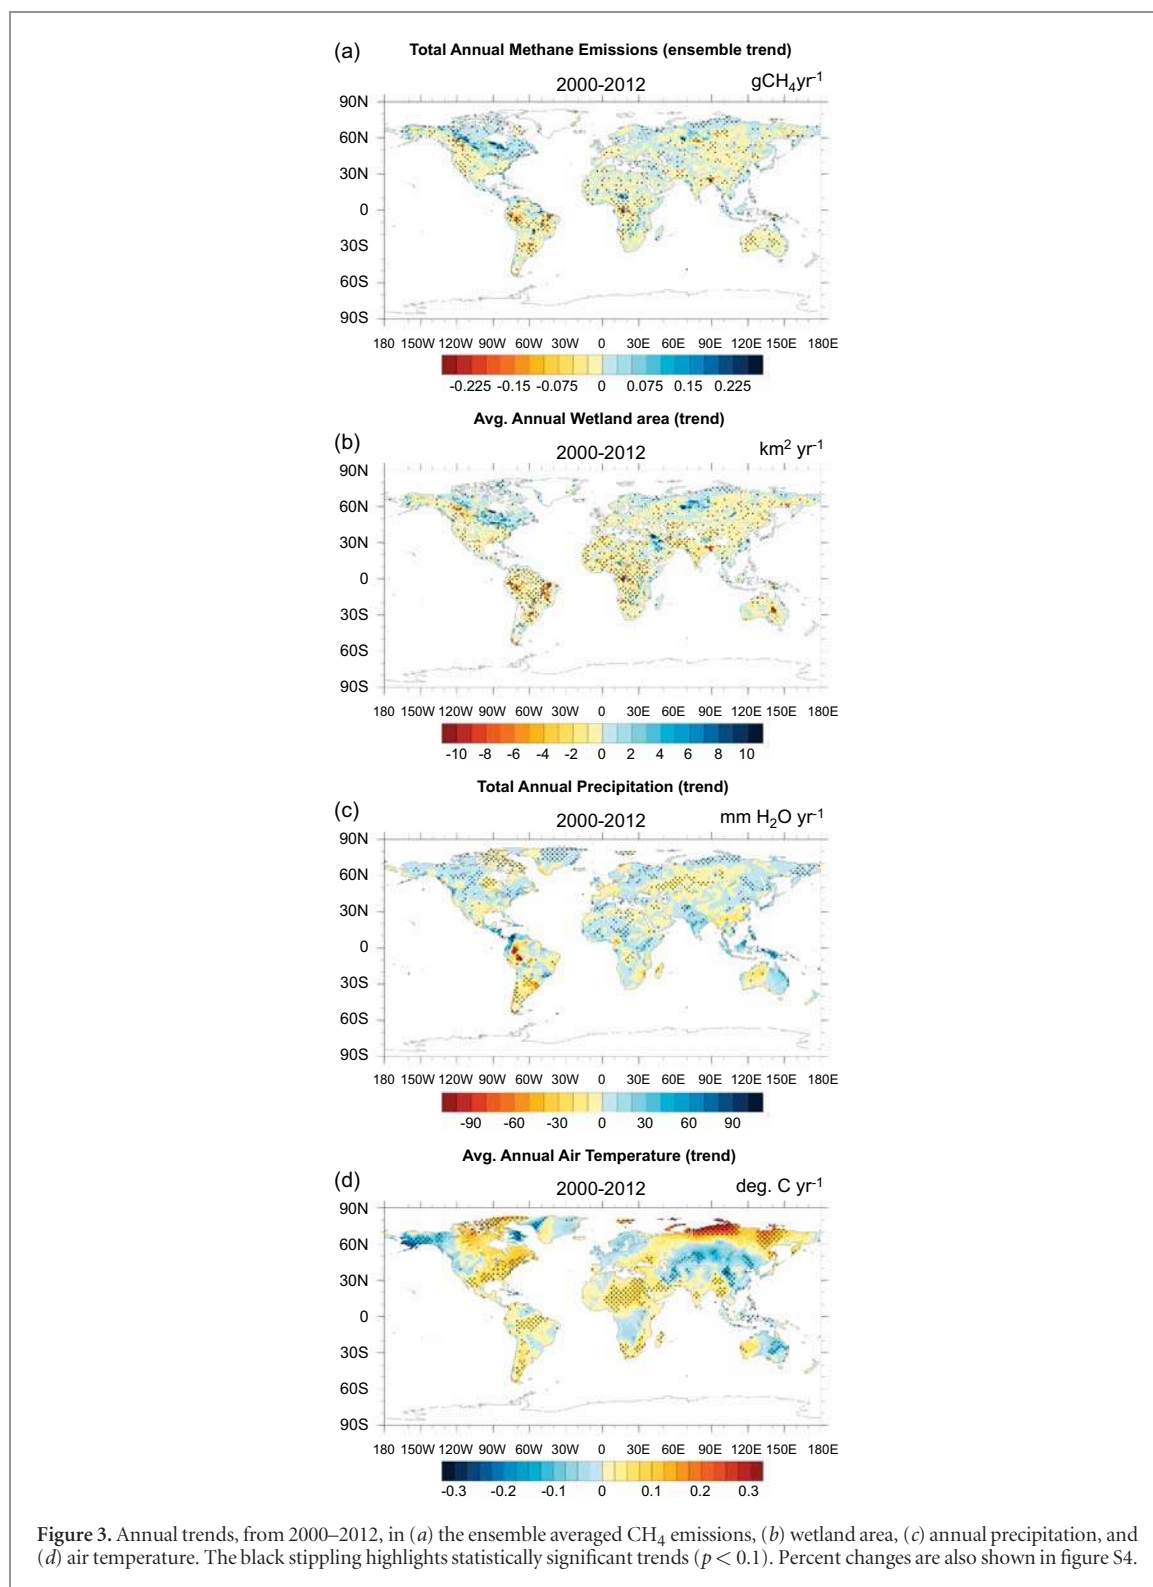 (a) Total Annual Methane Emissions (ensemble trend)
2000-2012 gCH4yr-1
90N
60N
30N
0
30S
60S
90S
180 150W 120W 90W 60W 30W 0 30E 60E 90E 120E 150E 180E
-0.225 -0.15 -0.075 0 0.075 0.15 0.225
Avg. Annual Wetland area (trend)
(b) 2000-2012 km2 yr-1
90N
60N
30N
0
30S
60S
90S
180 150W 120W 90W 60W 30W 0 30E 60E 90E 120E 150E 180E
-10 -8 -6 -4 -2 0 2 4 6 8 10
Total Annual Precipitation (trend)
(c) 2000-2012 mm H2O yr-1
90N
60N
30N
0
30S
60S
90S
180 150W 120W 90W 60W 30W 0 30E 60E 90E 120E 150E 180E
-90 -60 -30 0 30 60 90
Avg. Annual Air Temperature (trend)
(d) 2000-2012 deg. C yr-1
90N
60N
30N
0
30S
60S
90S
180 150W 120W 90W 60W 30W 0 30E 60E 90E 120E 150E 180E
-0.3 -0.2 -0.1 0 0.1 0.2 0.3
Figure 3. Annual trends, from 2000–2012, in (a) the ensemble averaged CH4 emissions, (b) wetland area, (c) annual precipitation, and
(d) air temperature. The black stippling highlights statistically significant trends (p < 0.1). Percent changes are also shown in figure S4.